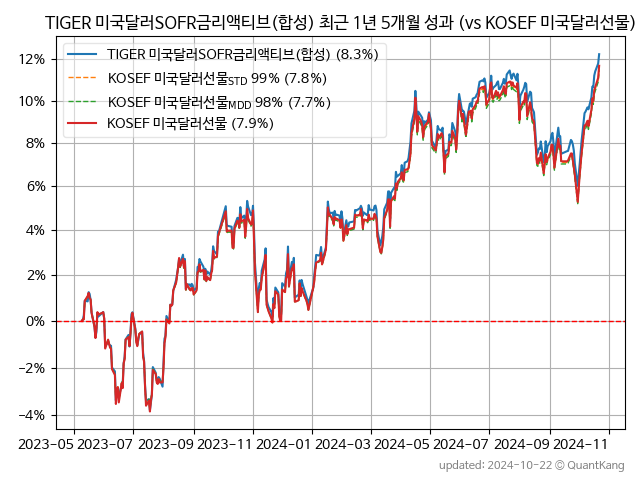 TIGER 미국달러SOFR금리액티브(합성) 최근 1년 5개월 성과 (vs KOSEF 미국달러선물)
TIGER 미국달러SOFR금리액티브(합성) (8.3%)
KOSEF 미국달러선물STD 99% (7.8%)
KOSEF 미국달러선물MDD 98% (7.7%)
KOSEF 미국달러선물 (7.9%)
12%
10%
8%
6%
4%
2%
0%
−2%
−4%
2023-05 2023-07 2023-09 2023-11 2024-01 2024-03 2024-05 2024-07 2024-09 2024-11
updated: 2024-10-22 © QuantKang